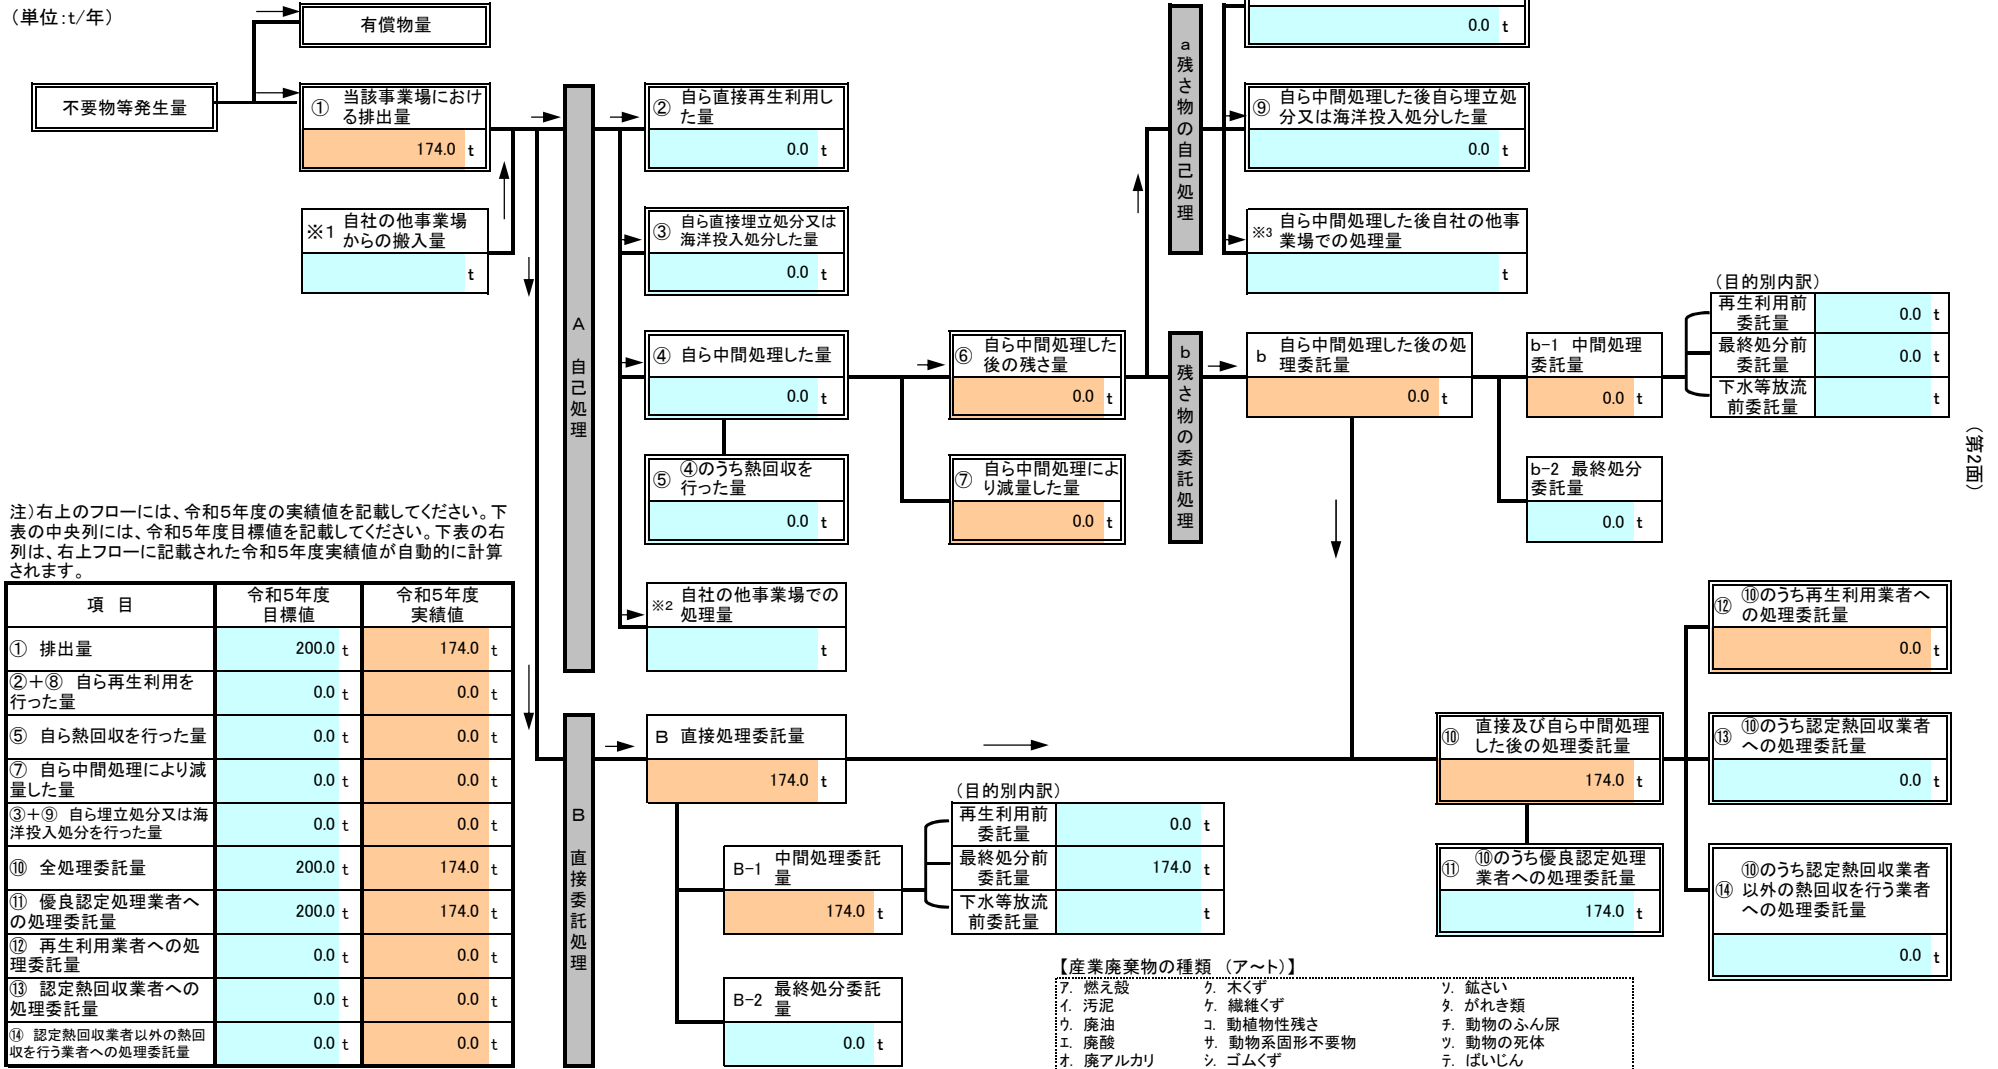 （単位：t/年）
有償物量
不要物等発生量
① 当該事業場におけ
る排出量
174.0 t
※1 自社の他事業場
からの搬入量
t
A 自己処理
② 自ら直接再生利用し
た量
0.0 t
③ 自ら直接埋立処分又は
海洋投入処分した量
0.0 t
④ 自ら中間処理した量
0.0 t
⑤ ④のうち熱回収を
行った量
0.0 t
※2 自社の他事業場での
処理量
t
⑥ 自ら中間処理した
後の残さ量
0.0 t
⑦ 自ら中間処理によ
り減量した量
0.0 t
a 残さ物の自己処理
0.0 t
⑨ 自ら中間処理した後自ら埋立処
分又は海洋投入処分した量
0.0 t
※3 自ら中間処理した後自社の他事
業場での処理量
t
b 残さ物の委託処理
b 自ら中間処理した後の処
理委託量
0.0 t
b-1 中間処理
委託量
0.0 t
b-2 最終処分
委託量
0.0 t
（目的別内訳）
再生利用前
委託量
0.0 t
最終処分前
委託量
0.0 t
下水等放流
前委託量
t
（第2面）
注）右上のフローには、令和5年度の実績値を記載してください。下
表の中央列には、令和5年度目標値を記載してください。下表の右
列は、右上フローに記載された令和5年度実績値が自動的に計算
されます。
項 目 令和5年度 目標値 令和5年度 実績値
① 排出量 200.0 t 174.0 t
②＋⑧ 自ら再生利用を
行った量 0.0 t 0.0 t
⑤ 自ら熱回収を行った量 0.0 t 0.0 t
⑦ 自ら中間処理により減
量した量 0.0 t 0.0 t
③＋⑨ 自ら埋立処分又は海
洋投入処分を行った量 0.0 t 0.0 t
⑩ 全処理委託量 200.0 t 174.0 t
⑪ 優良認定処理業者へ
の処理委託量 200.0 t 174.0 t
⑫ 再生利用業者への処
理委託量 0.0 t 0.0 t
⑬ 認定熱回収業者への
処理委託量 0.0 t 0.0 t
⑭ 認定熱回収業者以外の熱回
収を行う業者への処理委託量 0.0 t 0.0 t
B 直接委託処理
B 直接処理委託量
174.0 t
B-1 中間処理委託
量
174.0 t
B-2 最終処分委託
量
0.0 t
（目的別内訳）
再生利用前
委託量
0.0 t
最終処分前
委託量
174.0 t
下水等放流
前委託量
t
⑩ 直接及び自ら中間処理
した後の処理委託量
174.0 t
⑪ ⑩のうち優良認定処理
業者への処理委託量
174.0 t
⑫ ⑩のうち再生利用業者へ
の処理委託量
0.0 t
⑬ ⑩のうち認定熱回収業者
への処理委託量
0.0 t
⑭ ⑩のうち認定熱回収業者
以外の熱回収を行う業者
への処理委託量
0.0 t
【産業廃棄物の種類 （ア～ト）】
ア. 燃え殻 ク. 木くず ソ. 鉱さい
イ. 汚泥 ケ. 繊維くず タ. がれき類
ウ. 廃油 コ. 動植物性残さ チ. 動物のふん尿
エ. 廃酸 サ. 動物系固形不要物 ツ. 動物の死体
オ. 廃アルカリ シ. ゴムくず テ. ばいじん